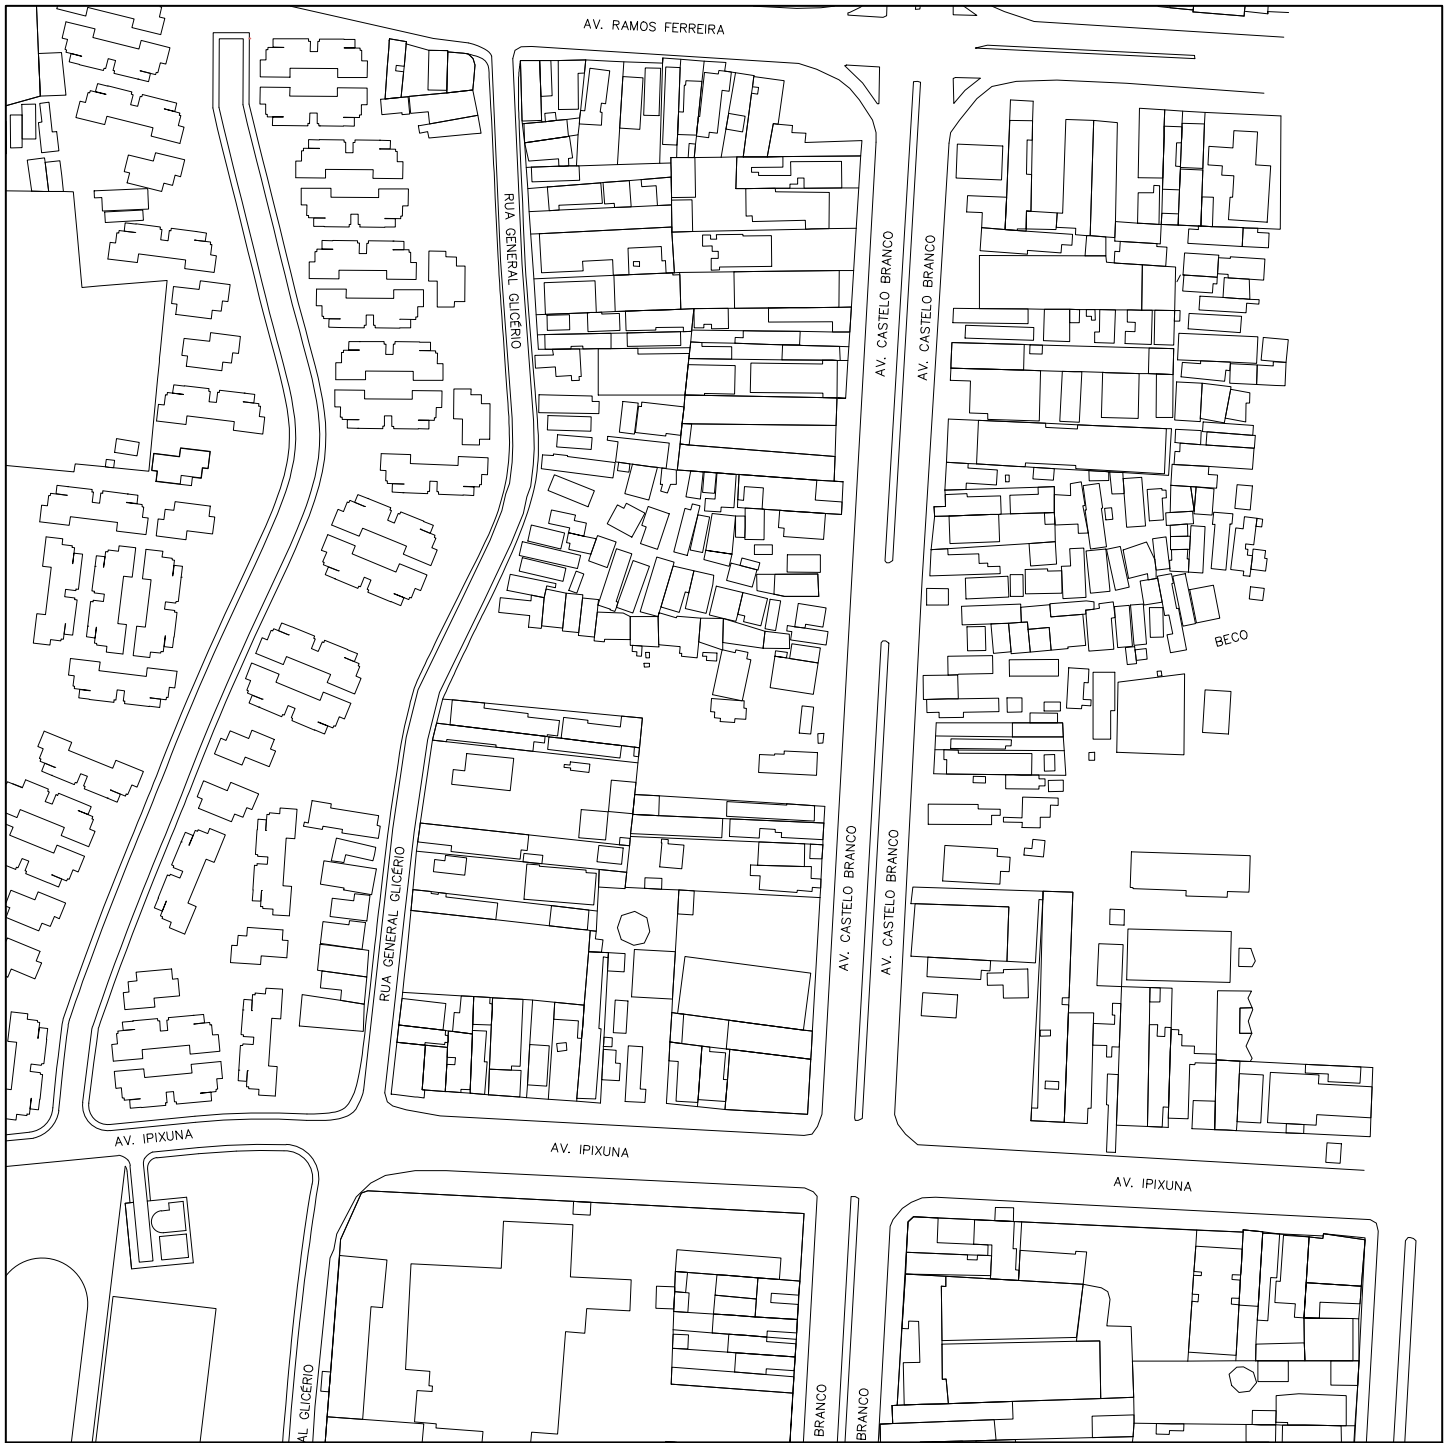 AV. RAMOS FERREIRA
RUA GENERAL GLICÉRIO
AV. CASTELO BRANCO
AV. CASTELO BRANCO
BECO
RUA GENERAL GLICÉRIO
AV. CASTELO BRANCO
AV. CASTELO BRANCO
AV. IPIXUNA
AV. IPIXUNA
AV. IPIXUNA
AL GLICÉRIO
BRANCO
BRANCO